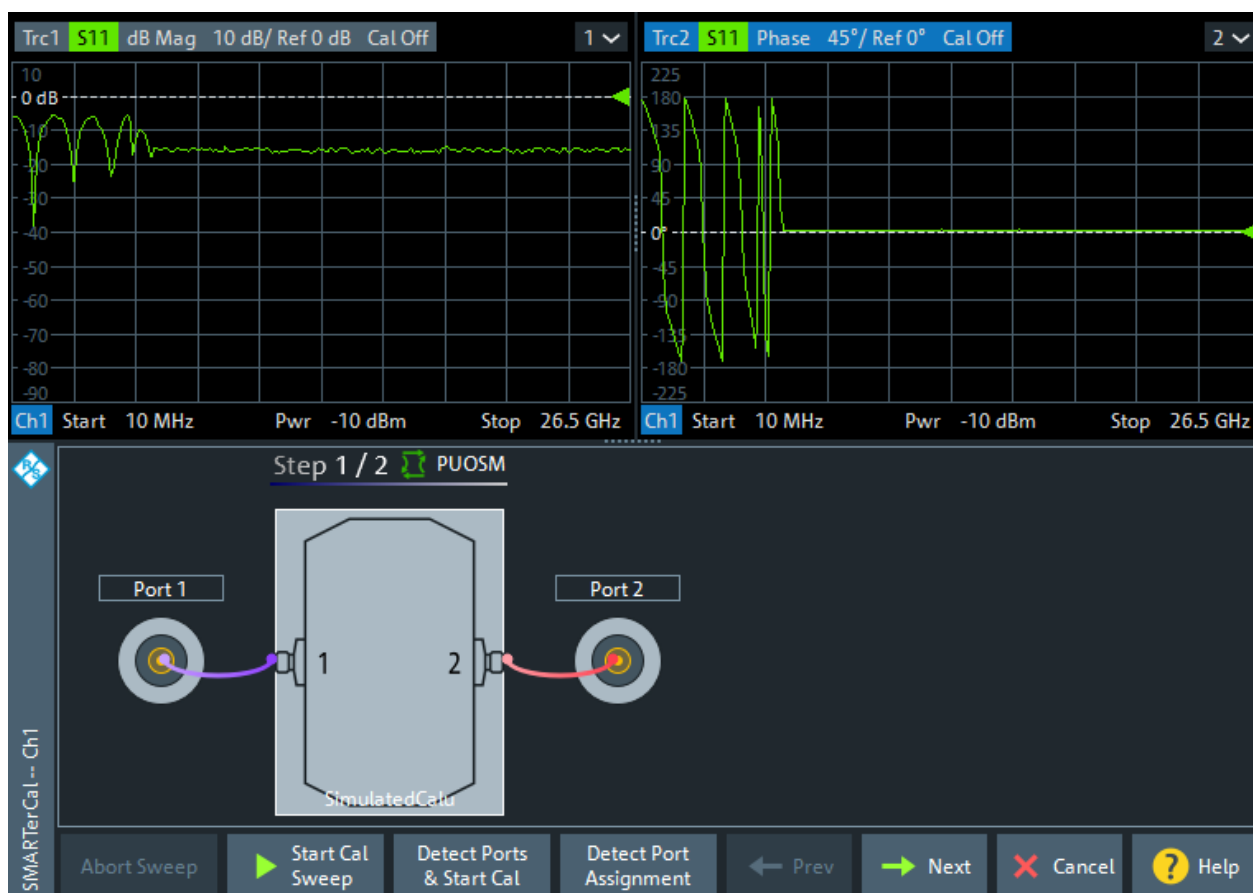 Trc1 S11 dB Mag 10 dB/ Ref 0 dB Cal Off 1
10
0 dB
-10
-20
-30
-40
-50
-60
-70
-80
-90
Ch1 Start 10 MHz Pwr -10 dBm Stop 26.5 GHz
Trc2 S11 Phase 45°/ Ref 0° Cal Off 2
225
180
135
90
45
0°
-45
-90
-135
-180
-225
Ch1 Start 10 MHz Pwr -10 dBm Stop 26.5 GHz
R&S
SMARTerCal -- Ch1
Step 1 / 2 PUOSM
Port 1
Port 2
1
2
SimulatedCalu
Abort Sweep
Start Cal
Sweep
Detect Ports
& Start Cal
Detect Port
Assignment
Prev
Next
Cancel
? Help